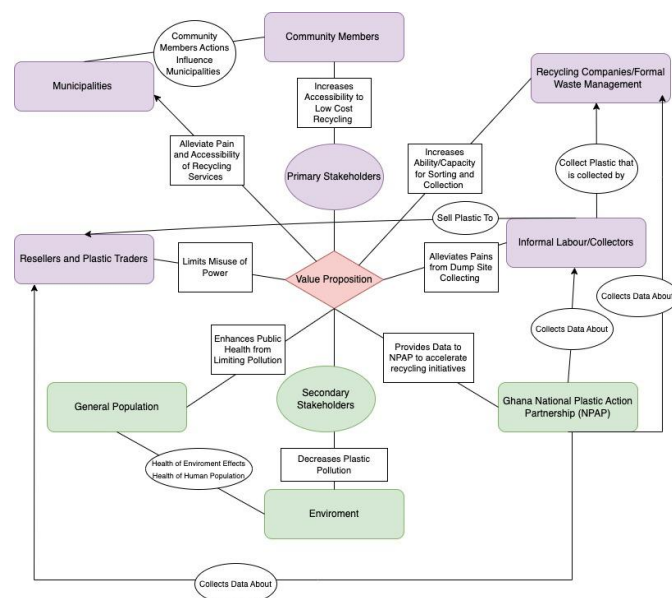 Community
Members Actions
Influence
Municipalities
Community Members
Municipalities
Recycling Companies/Formal
Waste Management
Increases
Accessibility to
Low Cost
Recycling
Alleviate Pain
and Accessibility
of Recycling
Services
Primary Stakeholders
Increases
Ability/Capacity
for Sorting and
Collection
Collect Plastic that
is collected by
Sell Plastic To
Resellers and Plastic Traders
Limits Misuse of
Power
Value Proposition
Alleviates Pains
from Dump Site
Collecting
Informal Labour/Collectors
Collects Data About
Collects Data About
Enhances Public
Health from
Limiting Pollution
Provides Data to
NPAP to accelerate
recycling initiatives
General Population
Secondary
Stakeholders
Ghana National Plastic Action
Partnership (NPAP)
Health of Enviroment Effects
Health of Human Population
Decreases Plastic
Pollution
Enviroment
Collects Data About